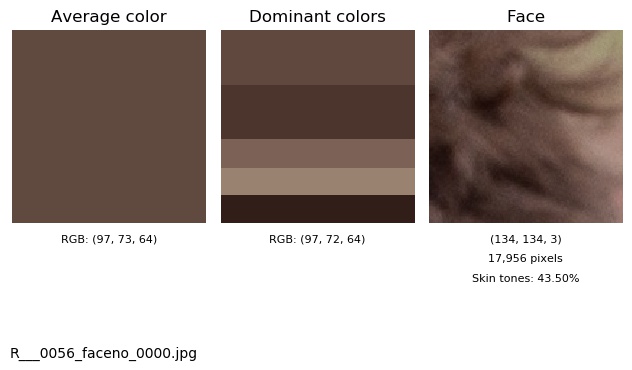 Average color
Dominant colors
Face
RGB: (97, 73, 64)
RGB: (97, 72, 64)
(134, 134, 3)
17,956 pixels
Skin tones: 43.50%
R___0056_faceno_0000.jpg